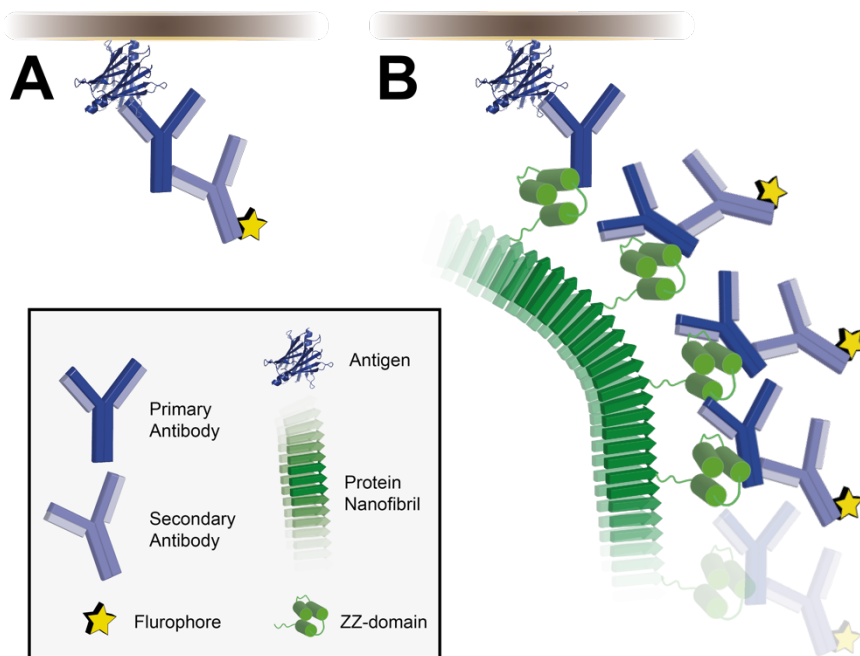 A
B
Primary
Antibody
Secondary
Antibody
Flurophore
Antigen
Protein
Nanofibril
ZZ-domain